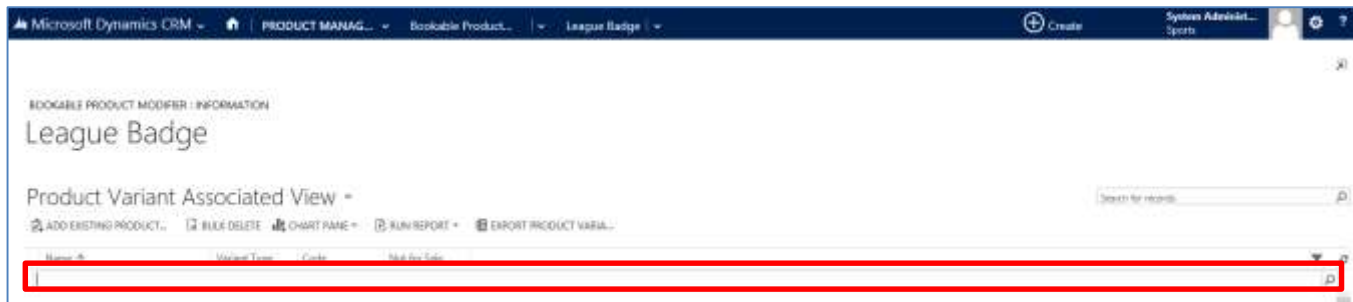 Microsoft Dynamics CRM PRODUCT MANAG... Bookable Product... League Badge Create System Administ... ?
Sports
BOOKABLE PRODUCT MODIFIER : INFORMATION
League Badge
Product Variant Associated View
Search for records
ADD EXISTING PRODUCT... BULK DELETE CHART PANE RUN REPORT EXPORT PRODUCT VARIA...
Name Variant Type Code Not for Sale